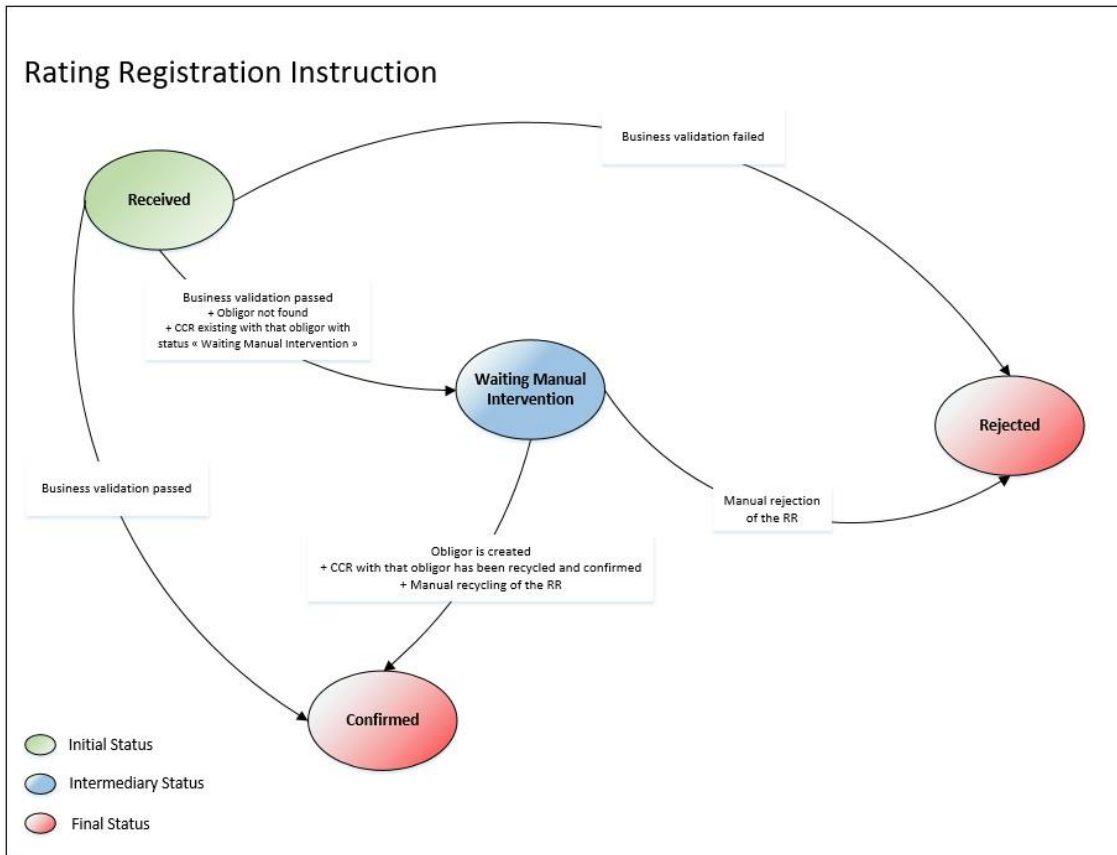 Rating Registration Instruction
Business validation failed
Received
Business validation passed
+ Obligor not found
+ CCR existing with that obligor with
status « Waiting Manual Intervention »
Waiting Manual
Intervention
Rejected
Business validation passed
Manual rejection
of the RR
Obligor is created
+ CCR with that obligor has been recycled and confirmed
+ Manual recycling of the RR
Confirmed
Initial Status
Intermediary Status
Final Status